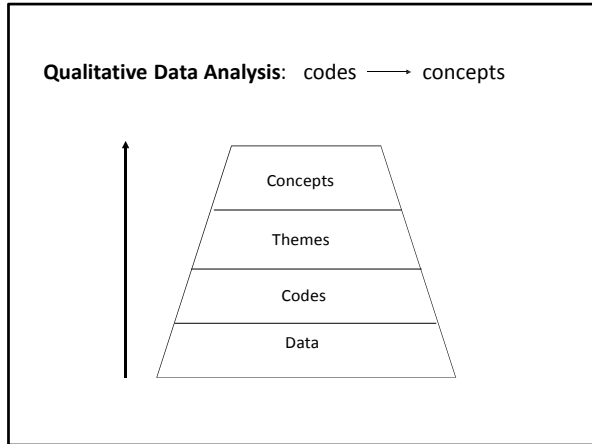 Qualitative Data Analysis: codes → concepts
Concepts
Themes
Codes
Data